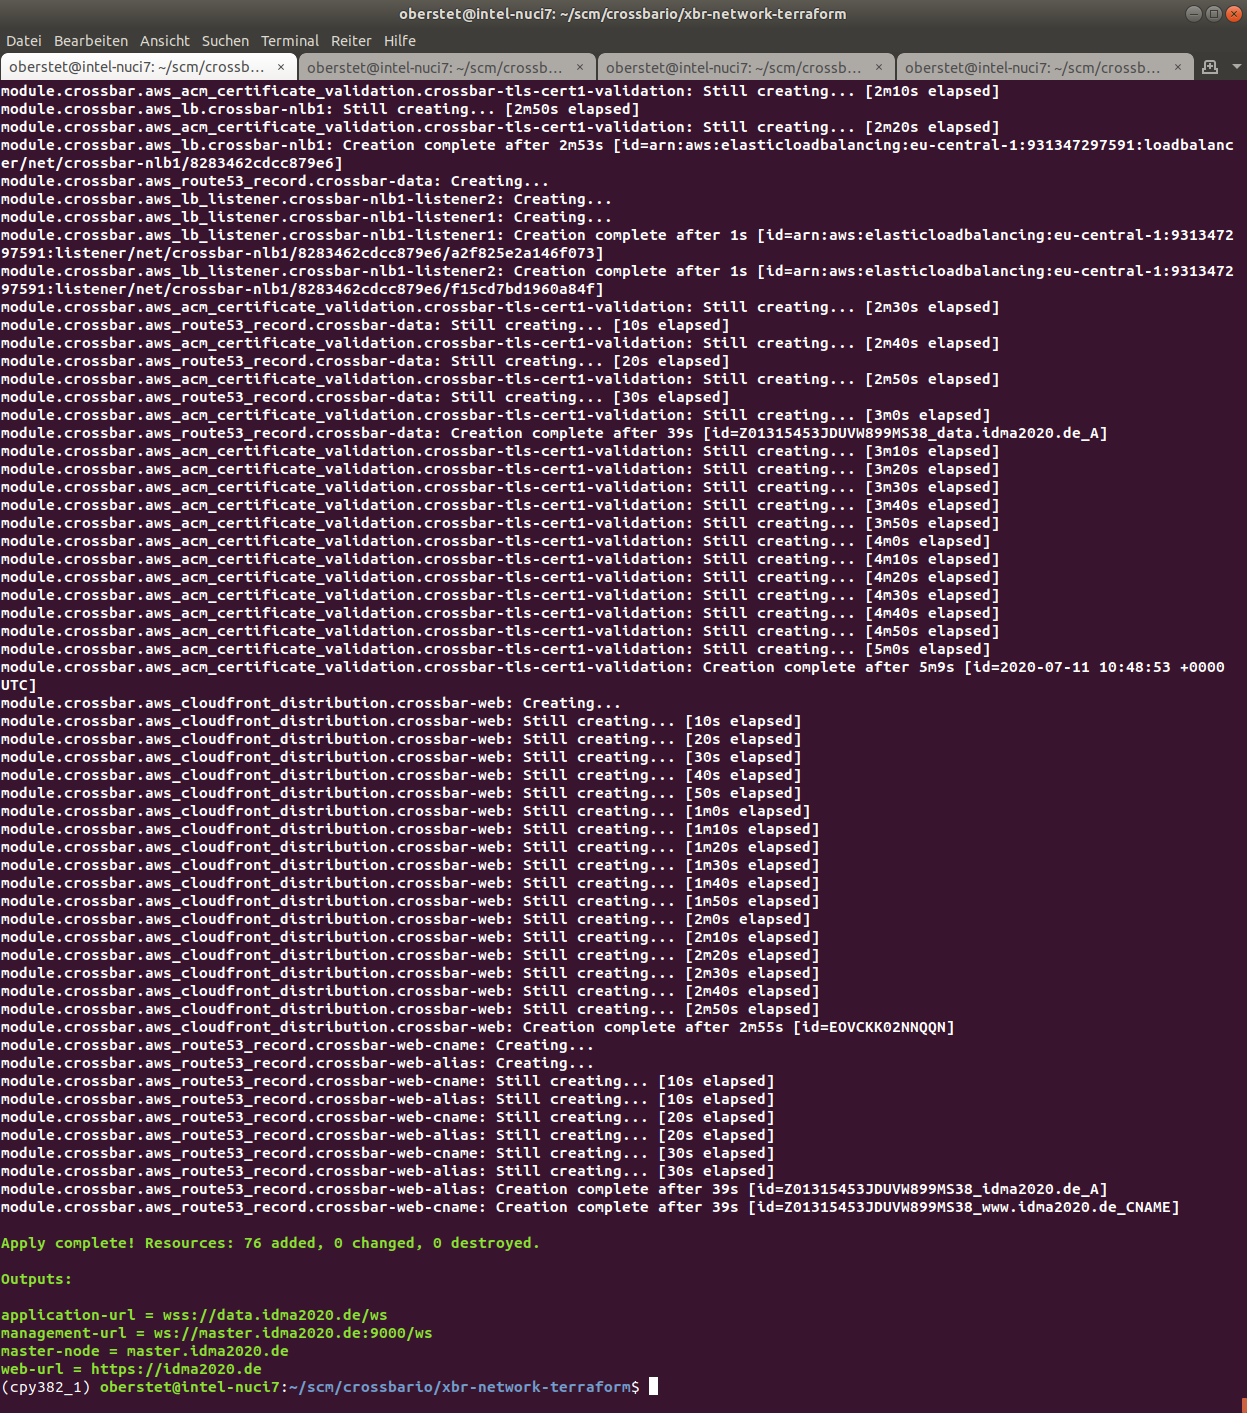 oberstet@intel-nuci7: ~/scm/crossbario/xbr-network-terraform
Datei Bearbeiten Ansicht Suchen Terminal Reiter Hilfe
oberstet@intel-nuci7: ~/scm/crossb... × oberstet@intel-nuci7: ~/scm/crossb... × oberstet@intel-nuci7: ~/scm/crossb... × oberstet@intel-nuci7: ~/scm/crossb... ×
module.crossbar.aws_acm_certificate_validation.crossbar-tls-cert1-validation: Still creating... [2m10s elapsed]
module.crossbar.aws_lb.crossbar-nlb1: Still creating... [2m50s elapsed]
module.crossbar.aws_acm_certificate_validation.crossbar-tls-cert1-validation: Still creating... [2m20s elapsed]
module.crossbar.aws_lb.crossbar-nlb1: Creation complete after 2m53s [id=arn:aws:elasticloadbalancing:eu-central-1:931347297591:loadbalanc
er/net/crossbar-nlb1/8283462cdcc879e6]
module.crossbar.aws_route53_record.crossbar-data: Creating...
module.crossbar.aws_lb_listener.crossbar-nlb1-listener2: Creating...
module.crossbar.aws_lb_listener.crossbar-nlb1-listener1: Creating...
module.crossbar.aws_lb_listener.crossbar-nlb1-listener1: Creation complete after 1s [id=arn:aws:elasticloadbalancing:eu-central-1:9313472
97591:listener/net/crossbar-nlb1/8283462cdcc879e6/a2f825e2a146f073]
module.crossbar.aws_lb_listener.crossbar-nlb1-listener2: Creation complete after 1s [id=arn:aws:elasticloadbalancing:eu-central-1:9313472
97591:listener/net/crossbar-nlb1/8283462cdcc879e6/f15cd7bd1960a84f]
module.crossbar.aws_acm_certificate_validation.crossbar-tls-cert1-validation: Still creating... [2m30s elapsed]
module.crossbar.aws_route53_record.crossbar-data: Still creating... [10s elapsed]
module.crossbar.aws_acm_certificate_validation.crossbar-tls-cert1-validation: Still creating... [2m40s elapsed]
module.crossbar.aws_route53_record.crossbar-data: Still creating... [20s elapsed]
module.crossbar.aws_acm_certificate_validation.crossbar-tls-cert1-validation: Still creating... [2m50s elapsed]
module.crossbar.aws_route53_record.crossbar-data: Still creating... [30s elapsed]
module.crossbar.aws_acm_certificate_validation.crossbar-tls-cert1-validation: Still creating... [3m0s elapsed]
module.crossbar.aws_route53_record.crossbar-data: Creation complete after 39s [id=Z01315453JDUVW899MS38_data.idma2020.de_A]
module.crossbar.aws_acm_certificate_validation.crossbar-tls-cert1-validation: Still creating... [3m10s elapsed]
module.crossbar.aws_acm_certificate_validation.crossbar-tls-cert1-validation: Still creating... [3m20s elapsed]
module.crossbar.aws_acm_certificate_validation.crossbar-tls-cert1-validation: Still creating... [3m30s elapsed]
module.crossbar.aws_acm_certificate_validation.crossbar-tls-cert1-validation: Still creating... [3m40s elapsed]
module.crossbar.aws_acm_certificate_validation.crossbar-tls-cert1-validation: Still creating... [3m50s elapsed]
module.crossbar.aws_acm_certificate_validation.crossbar-tls-cert1-validation: Still creating... [4m0s elapsed]
module.crossbar.aws_acm_certificate_validation.crossbar-tls-cert1-validation: Still creating... [4m10s elapsed]
module.crossbar.aws_acm_certificate_validation.crossbar-tls-cert1-validation: Still creating... [4m20s elapsed]
module.crossbar.aws_acm_certificate_validation.crossbar-tls-cert1-validation: Still creating... [4m30s elapsed]
module.crossbar.aws_acm_certificate_validation.crossbar-tls-cert1-validation: Still creating... [4m40s elapsed]
module.crossbar.aws_acm_certificate_validation.crossbar-tls-cert1-validation: Still creating... [4m50s elapsed]
module.crossbar.aws_acm_certificate_validation.crossbar-tls-cert1-validation: Still creating... [5m0s elapsed]
module.crossbar.aws_acm_certificate_validation.crossbar-tls-cert1-validation: Creation complete after 5m9s [id=2020-07-11 10:48:53 +0000
UTC]
module.crossbar.aws_cloudfront_distribution.crossbar-web: Creating...
module.crossbar.aws_cloudfront_distribution.crossbar-web: Still creating... [10s elapsed]
module.crossbar.aws_cloudfront_distribution.crossbar-web: Still creating... [20s elapsed]
module.crossbar.aws_cloudfront_distribution.crossbar-web: Still creating... [30s elapsed]
module.crossbar.aws_cloudfront_distribution.crossbar-web: Still creating... [40s elapsed]
module.crossbar.aws_cloudfront_distribution.crossbar-web: Still creating... [50s elapsed]
module.crossbar.aws_cloudfront_distribution.crossbar-web: Still creating... [1m0s elapsed]
module.crossbar.aws_cloudfront_distribution.crossbar-web: Still creating... [1m10s elapsed]
module.crossbar.aws_cloudfront_distribution.crossbar-web: Still creating... [1m20s elapsed]
module.crossbar.aws_cloudfront_distribution.crossbar-web: Still creating... [1m30s elapsed]
module.crossbar.aws_cloudfront_distribution.crossbar-web: Still creating... [1m40s elapsed]
module.crossbar.aws_cloudfront_distribution.crossbar-web: Still creating... [1m50s elapsed]
module.crossbar.aws_cloudfront_distribution.crossbar-web: Still creating... [2m0s elapsed]
module.crossbar.aws_cloudfront_distribution.crossbar-web: Still creating... [2m10s elapsed]
module.crossbar.aws_cloudfront_distribution.crossbar-web: Still creating... [2m20s elapsed]
module.crossbar.aws_cloudfront_distribution.crossbar-web: Still creating... [2m30s elapsed]
module.crossbar.aws_cloudfront_distribution.crossbar-web: Still creating... [2m40s elapsed]
module.crossbar.aws_cloudfront_distribution.crossbar-web: Still creating... [2m50s elapsed]
module.crossbar.aws_cloudfront_distribution.crossbar-web: Creation complete after 2m55s [id=EOVCKK02NNQQN]
module.crossbar.aws_route53_record.crossbar-web-cname: Creating...
module.crossbar.aws_route53_record.crossbar-web-alias: Creating...
module.crossbar.aws_route53_record.crossbar-web-cname: Still creating... [10s elapsed]
module.crossbar.aws_route53_record.crossbar-web-alias: Still creating... [10s elapsed]
module.crossbar.aws_route53_record.crossbar-web-cname: Still creating... [20s elapsed]
module.crossbar.aws_route53_record.crossbar-web-alias: Still creating... [20s elapsed]
module.crossbar.aws_route53_record.crossbar-web-cname: Still creating... [30s elapsed]
module.crossbar.aws_route53_record.crossbar-web-alias: Still creating... [30s elapsed]
module.crossbar.aws_route53_record.crossbar-web-alias: Creation complete after 39s [id=Z01315453JDUVW899MS38_idma2020.de_A]
module.crossbar.aws_route53_record.crossbar-web-cname: Creation complete after 39s [id=Z01315453JDUVW899MS38_www.idma2020.de_CNAME]
Apply complete! Resources: 76 added, 0 changed, 0 destroyed.
Outputs:
application-url = wss://data.idma2020.de/ws
management-url = ws://master.idma2020.de:9000/ws
master-node = master.idma2020.de
web-url = https://idma2020.de
(cpy382_1) oberstet@intel-nuci7:~/scm/crossbario/xbr-network-terraform$